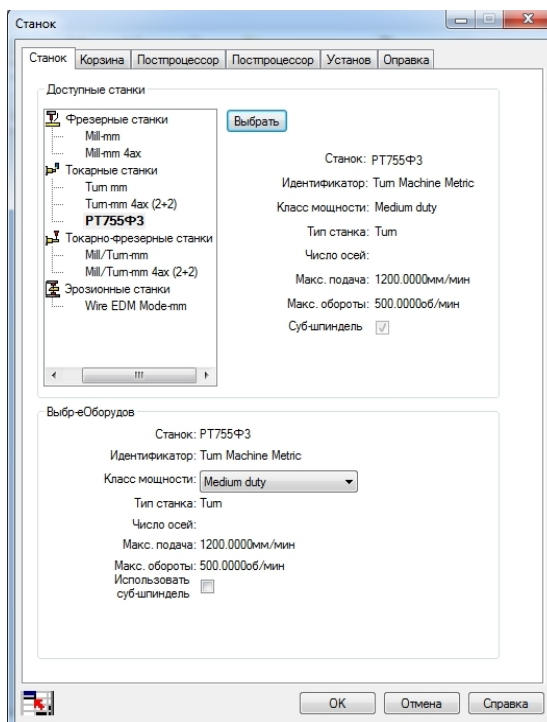 Станок
Станок Корзина Постпроцессор Постпроцессор Установ Оправка
Доступные станки
Фрезерные станки
Mill-mm
Mill-mm 4ax
Токарные станки
Turn mm
Turn-mm 4ax (2+2)
РТ755Ф3
Токарно-фрезерные станки
Mill/Turn-mm
Mill/Turn-mm 4ax (2+2)
Эрозионные станки
Wire EDM Mode-mm
Выбрать
Станок: РТ755Ф3
Идентификатор: Turn Machine Metric
Класс мощности: Medium duty
Тип станка: Turn
Число осей:
Макс. подача: 1200.0000мм/мин
Макс. обороты: 500.0000об/мин
Суб-шпиндель
Выбр-еОборудов
Станок: РТ755Ф3
Идентификатор: Turn Machine Metric
Класс мощности: Medium duty
Тип станка: Turn
Число осей:
Макс. подача: 1200.0000мм/мин
Макс. обороты: 500.0000об/мин
Использовать
суб-шпиндель
OK Отмена Справка